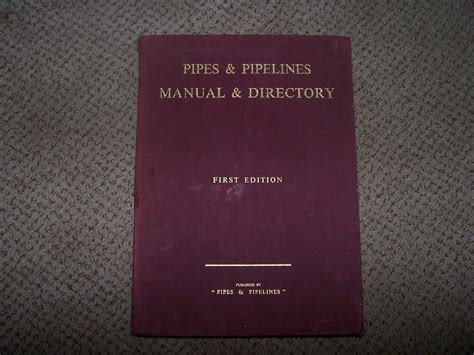 PIPES & PIPELINES
MANUAL & DIRECTORY
FIRST EDITION
PUBLISHED BY
"PIPES & PIPELINES"